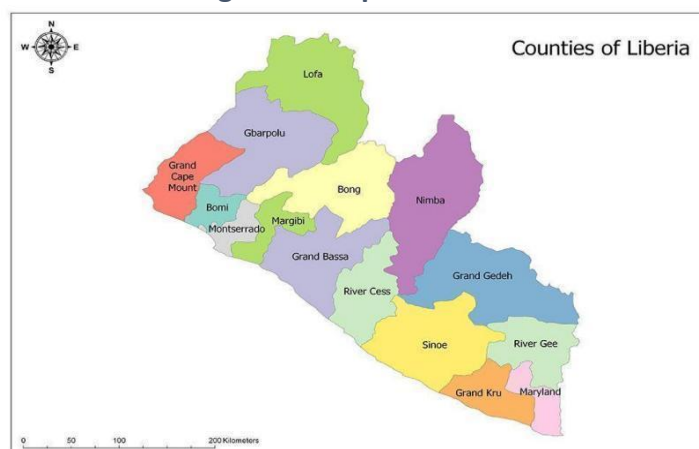 N
W E
S
Counties of Liberia
Lofa
Gbarpolu
Grand
Cape
Mount
Bong
Nimba
Bomi
Montserrado
Margibi
Grand Bassa
Grand Gedeh
River Cess
Sinoe
River Gee
Grand Kru
Maryland
0 50 100 200 Kilometers